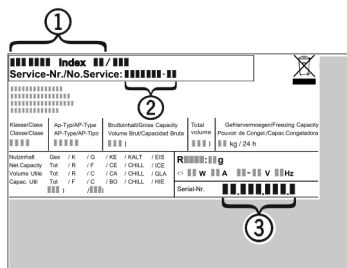 1
Index /
Service-Nr./No.Service: -
2
Klasse/Class Ap-Typ/AP-Type Bruttoinhalt/Gross Capacity Total Gefriervermoegen/Freezing Capacity
Classe/Clase AP-Type/AP-Tipo Volume Brut/Capacidad Bruta volume Pouvoir de Congel./Capac.Congeladora
l l kg / 24 h
Nutzinhalt Ges / K / G / KE / KALT / EIS
Net Capacity Tot / R / F / CE / CHILL / ICE
Volume Utile Tot / R / C / CA / CHILL / GLA
Capac. Util Tot / F / C / BO / CHILL / HIE
l / l
R : g
W A - V Hz
Serial-Nr. . . .
3